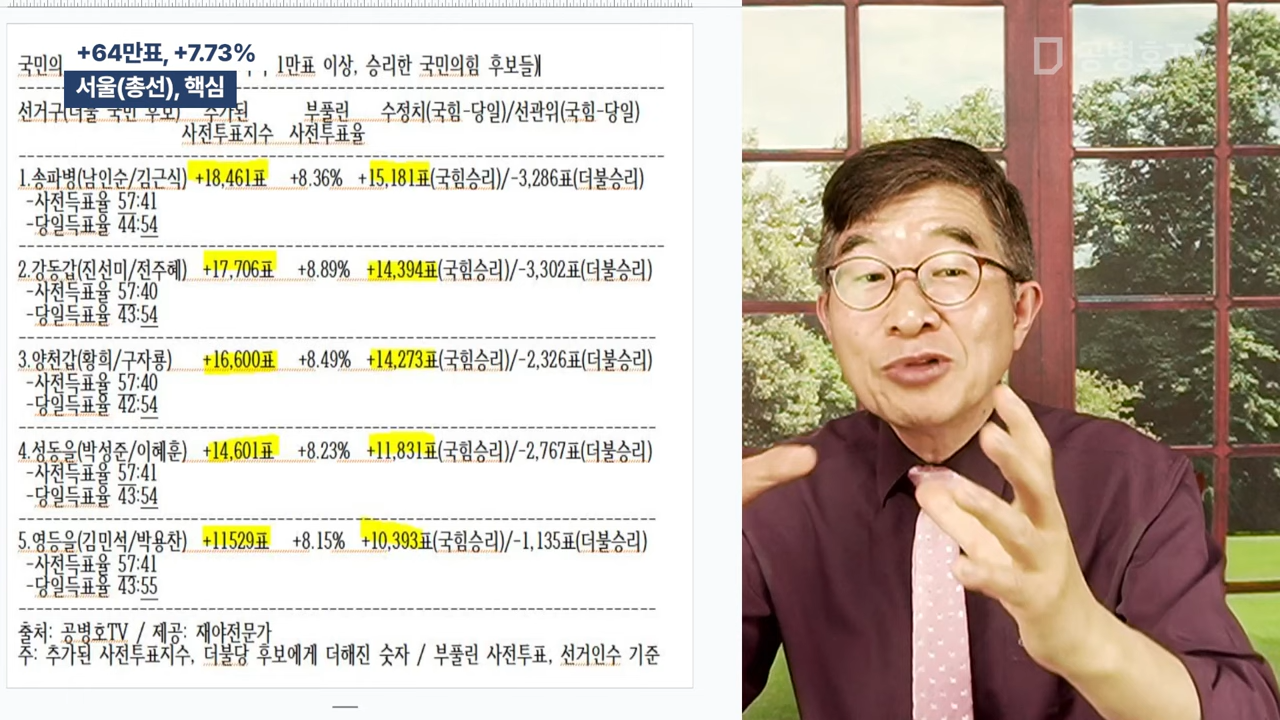 +64만표, +7.73%
서울(총선), 핵심
국민의 , 1만표 이상, 승리한 국민의힘 후보들
선거구(더불 국민 후보) 추가된 부풀린 수정치(국힘-당일)/선관위(국힘-당일)
사전투표지수 사전투표율
1.송파병(남인순/김근식) +18,461표 +8.36% +15,181표(국힘승리)/-3,286표(더불승리)
-사전득표율 57:41
-당일득표율 44:54
2.강동갑(진선미/전주혜) +17,706표 +8.89% +14,394표(국힘승리)/-3,302표(더불승리)
-사전득표율 57:40
-당일득표율 43:54
3.양천갑(황희/구자룡) +16,600표 +8.49% +14,273표(국힘승리)/-2,326표(더불승리)
-사전득표율 57:40
-당일득표율 42:54
4.성동을(박성준/이혜훈) +14,601표 +8.23% +11,831표(국힘승리)/-2,767표(더불승리)
-사전득표율 57:41
-당일득표율 43:54
5.영등을(김민석/박용찬) +11529표 +8.15% +10,393표(국힘승리)/-1,135표(더불승리)
-사전득표율 57:41
-당일득표율 43:55
출처: 공병호TV / 제공: 재야전문가
주: 추가된 사전투표지수, 더불당 후보에게 더해진 숫자 / 부풀린 사전투표, 선거인수 기준